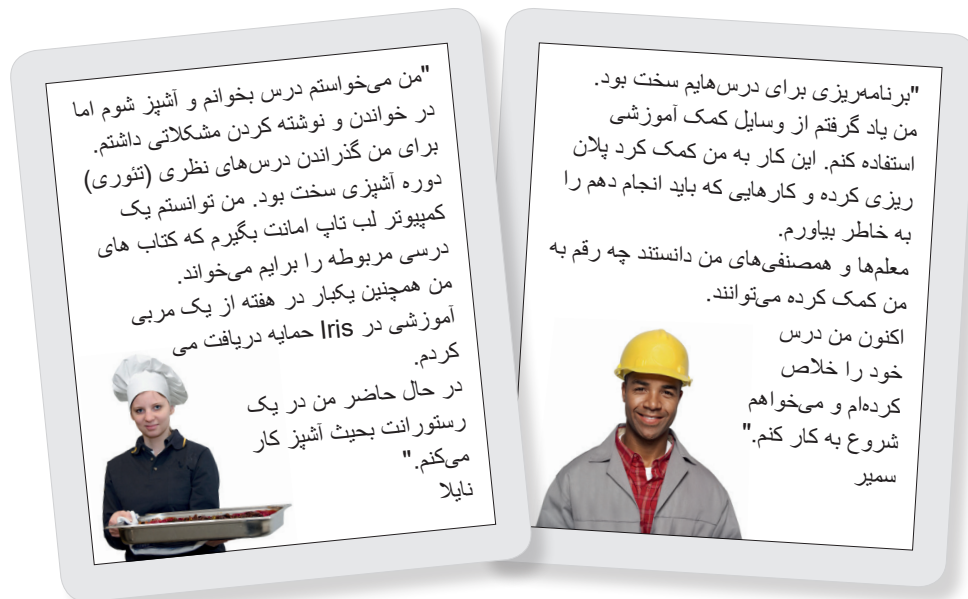 "برنامه‌ریزی برای درس‌هایم سخت بود.
من یاد گرفتم از وسایل کمک آموزشی
استفاده کنم. این کار به من کمک کرد پلان
ریزی کرده و کارهایی که باید انجام دهم را
به خاطر بیاورم.
معلم‌ها و همصنفی‌های من دانستند چه رقم به
من کمک کرده می‌توانند.
اکنون من درس
خود را خلاص
کرده‌ام و می‌خواهم
شروع به کار کنم."
سمیر
"من می‌خواستم درس بخوانم و آشپز شوم اما
در خواندن و نوشته کردن مشکلاتی داشتم.
برای من گذراندن درس‌های نظری (تئوری)
دوره آشپزی سخت بود. من توانستم یک
کمپیوتر لب تاپ امانت بگیرم که کتاب های
درسی مربوطه را برایم می‌خواند.
من همچنین یکبار در هفته از یک مربی
آموزشی در Iris حمایه دریافت می
کردم.
در حال حاضر من در یک
رستورانت بحیث آشپز کار
می‌کنم."
نایلا